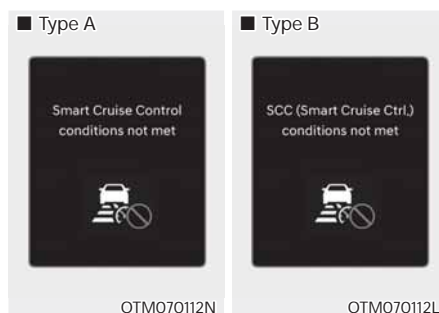 ■ Type A
Smart Cruise Control
conditions not met
OTM070112N
■ Type B
SCC (Smart Cruise Ctrl.)
conditions not met
OTM070112L